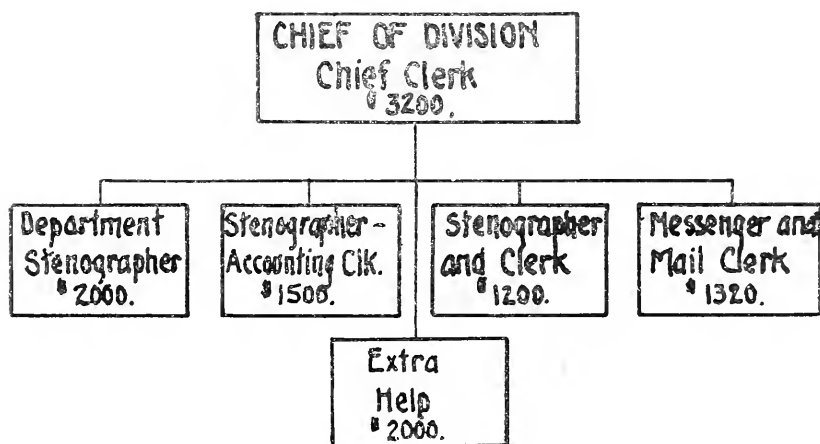 CHIEF OF DIVISION
Chief Clerk
$ 3200.
Department
Stenographer
$ 2000.
Stenographer -
Accounting Clk.
$ 1500.
Stenographer
and Clerk
$ 1200.
Messenger and
Mail Clerk
$ 1320.
Extra
Help
$ 2000.